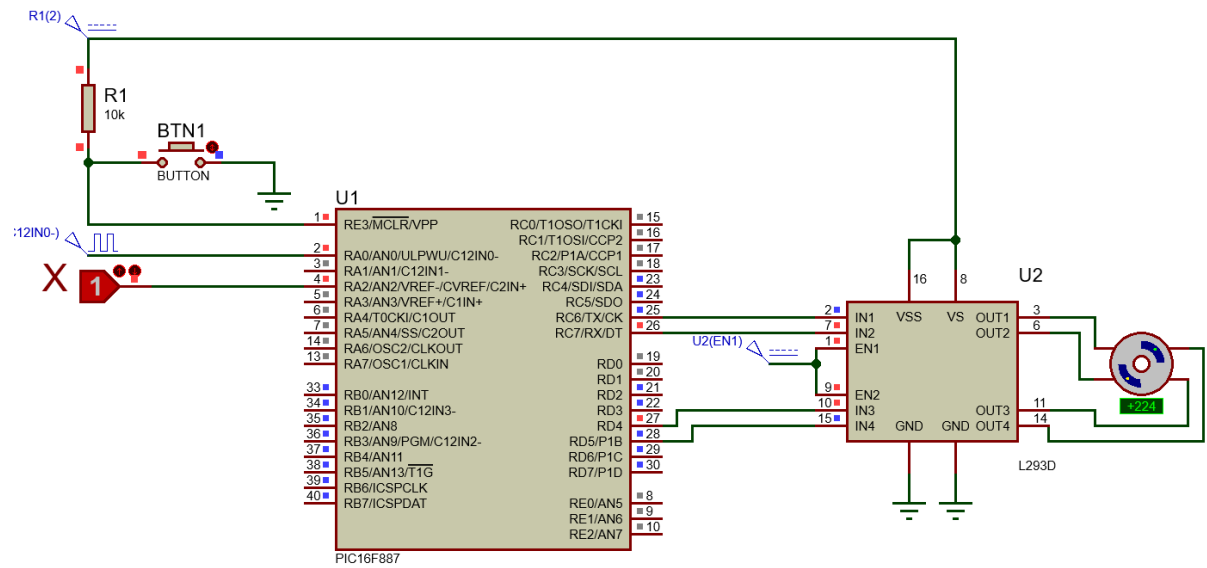 R1(2)
R1
10k
BTN1
BUTTON
C12IN0-)
X
1
U1
1 RE3/MCLR/VPP
2 RA0/AN0/ULPWU/C12IN0-
3 RA1/AN1/C12IN1-
4 RA2/AN2/VREF-/CVREF/C2IN+
5 RA3/AN3/VREF+/C1IN+
6 RA4/T0CKI/C1OUT
7 RA5/AN4/SS/C2OUT
14 RA6/OSC2/CLKOUT
13 RA7/OSC1/CLKIN
33 RB0/AN12/INT
34 RB1/AN10/C12IN3-
35 RB2/AN8
36 RB3/AN9/PGM/C12IN2-
37 RB4/AN11
38 RB5/AN13/T1G
39 RB6/ICSPCLK
40 RB7/ICSPDAT
RC0/T1OSO/T1CKI 15
RC1/T1OSI/CCP2 16
RC2/P1A/CCP1 17
RC3/SCK/SCL 18
RC4/SDI/SDA 23
RC5/SDO 24
RC6/TX/CK 25
RC7/RX/DT 26
RD0 19
RD1 20
RD2 21
RD3 22
RD4 27
RD5/P1B 28
RD6/P1C 29
RD7/P1D 30
RE0/AN5 8
RE1/AN6 9
RE2/AN7 10
PIC16F887
U2(EN1)
U2
16 8
VSS VS
2 IN1 OUT1 3
7 IN2 OUT2 6
1 EN1
9 EN2
10 IN3 OUT3 11
15 IN4 OUT4 14
GND GND
L293D
+224